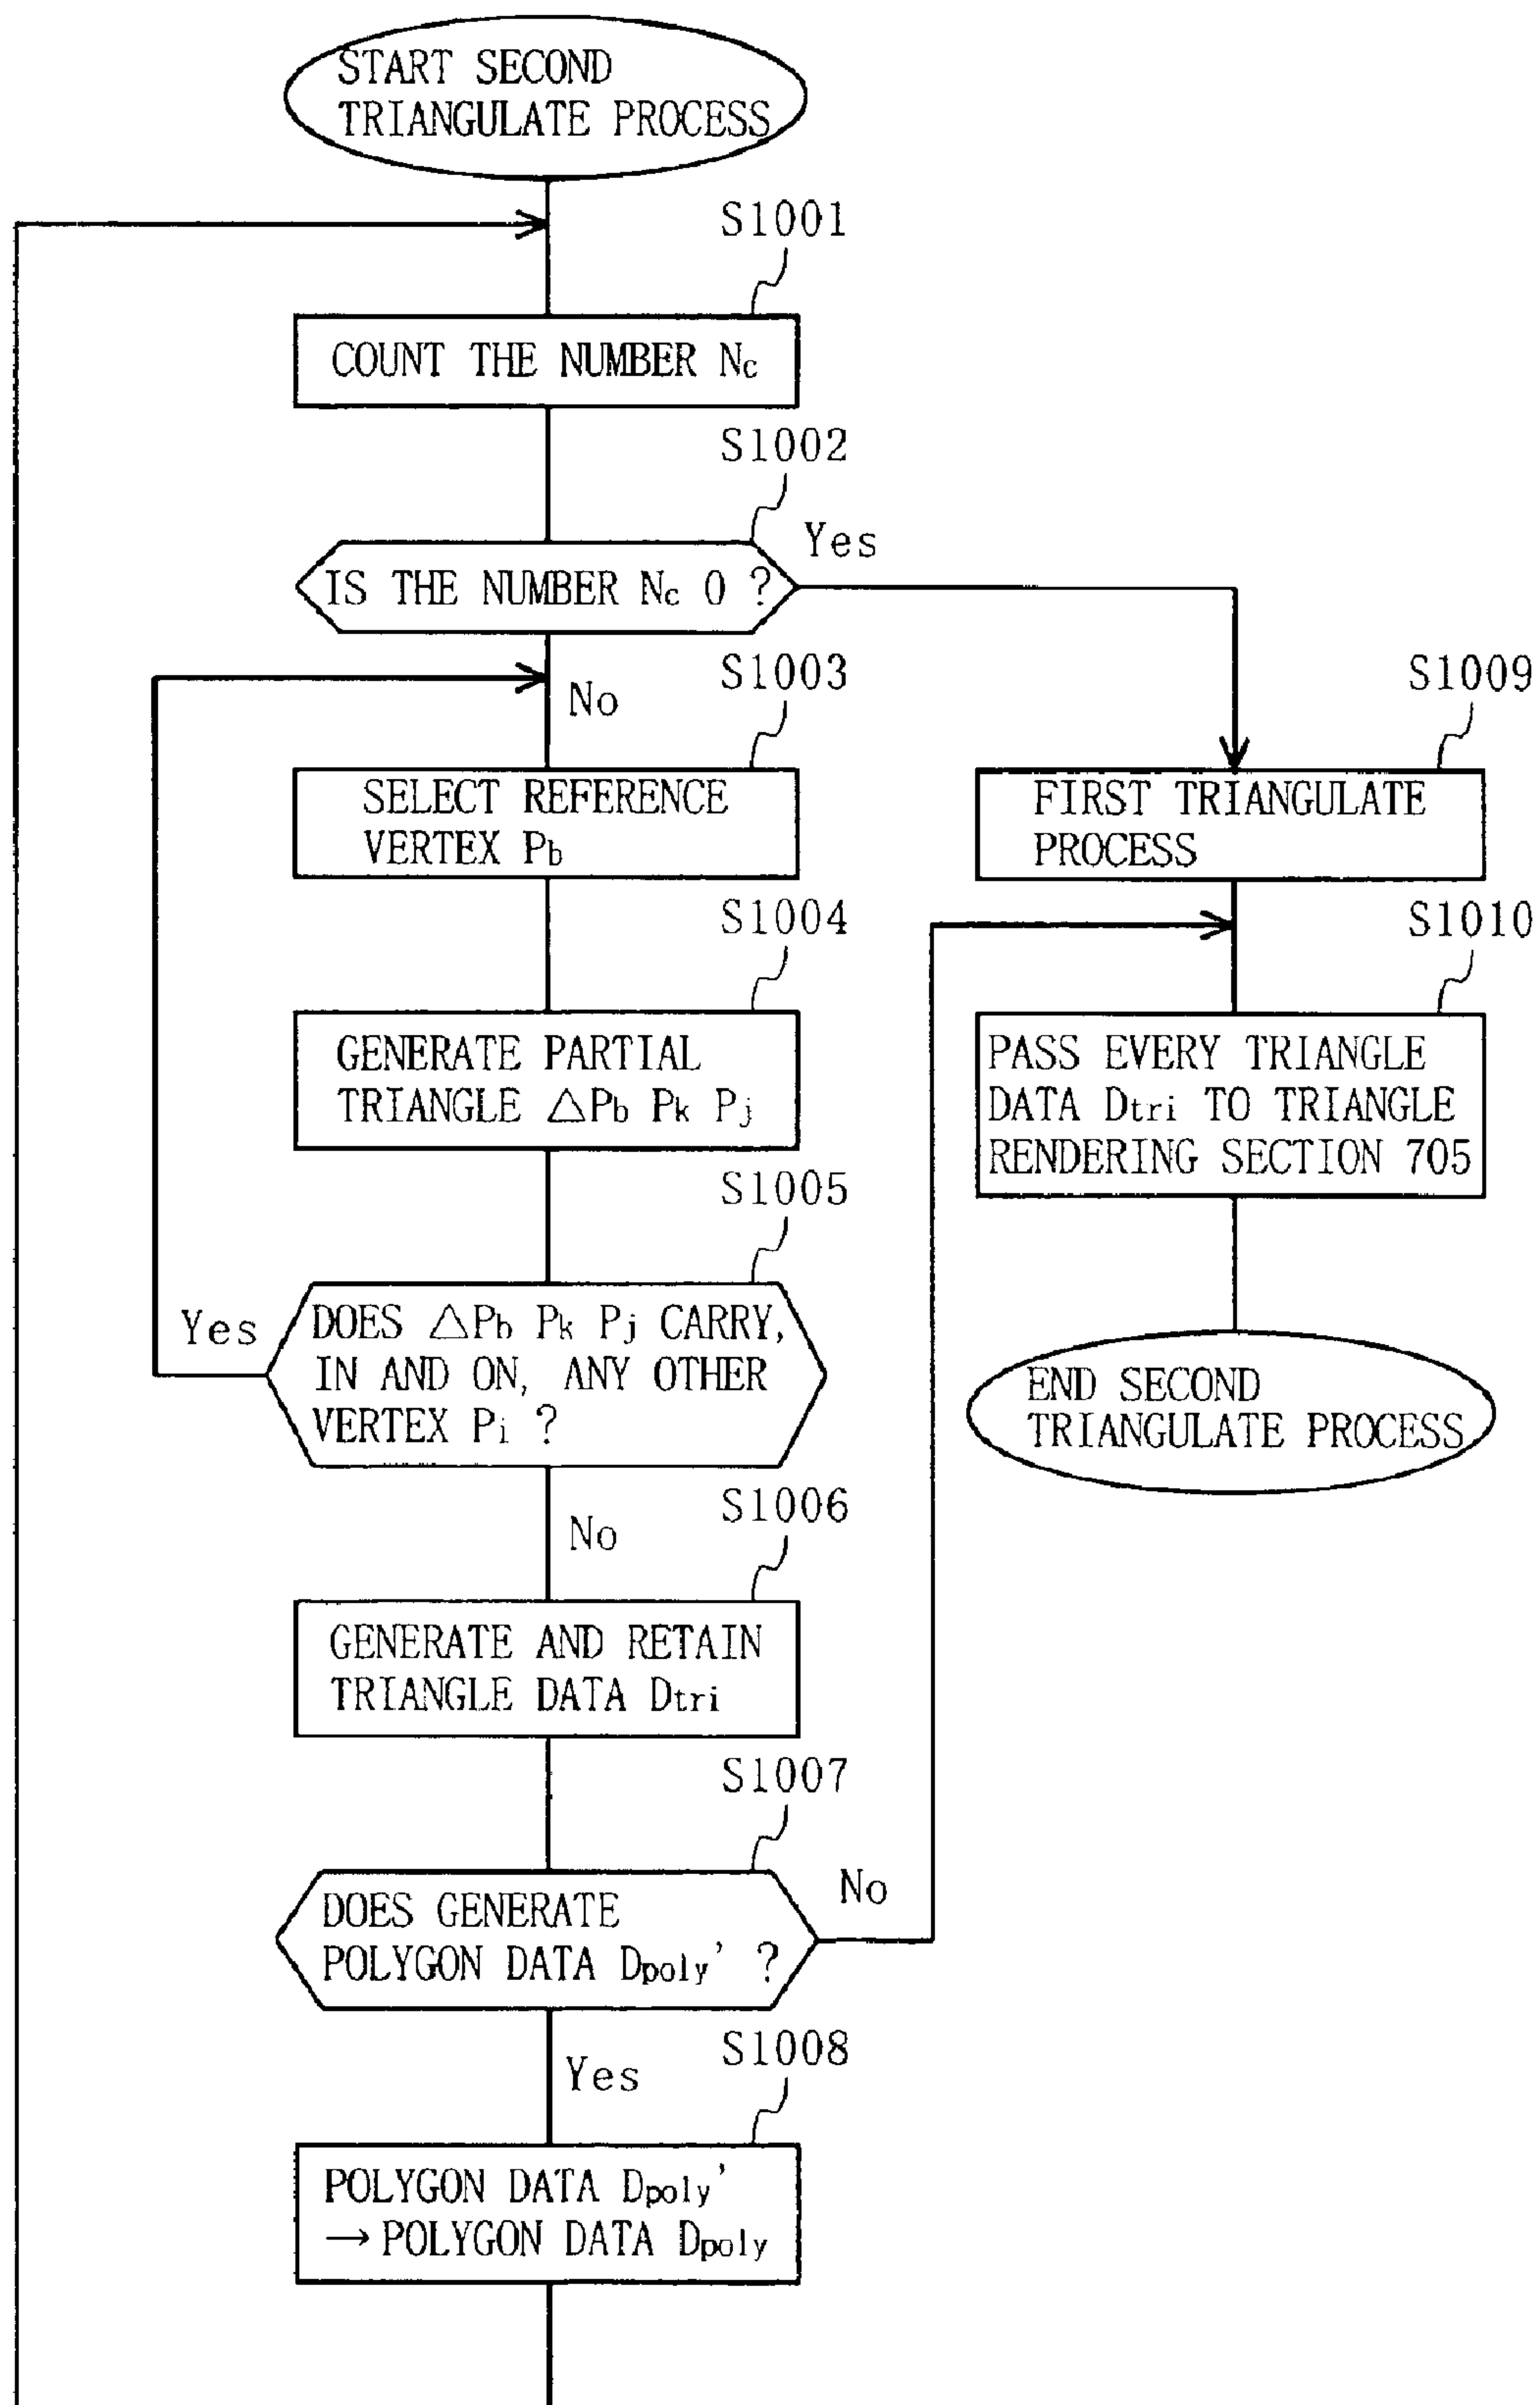 START SECOND
TRIANGULATE PROCESS
S1001
COUNT THE NUMBER Nc
S1002
IS THE NUMBER Nc 0 ?
Yes
No
S1003
SELECT REFERENCE
VERTEX Pb
S1004
GENERATE PARTIAL
TRIANGLE △Pb Pk Pj
S1005
DOES △Pb Pk Pj CARRY,
IN AND ON, ANY OTHER
VERTEX Pi ?
Yes
No
S1006
GENERATE AND RETAIN
TRIANGLE DATA Dtri
S1007
DOES GENERATE
POLYGON DATA Dpoly' ?
No
Yes
S1008
POLYGON DATA Dpoly'
→ POLYGON DATA Dpoly
S1009
FIRST TRIANGULATE
PROCESS
S1010
PASS EVERY TRIANGLE
DATA Dtri TO TRIANGLE
RENDERING SECTION 705
END SECOND
TRIANGULATE PROCESS